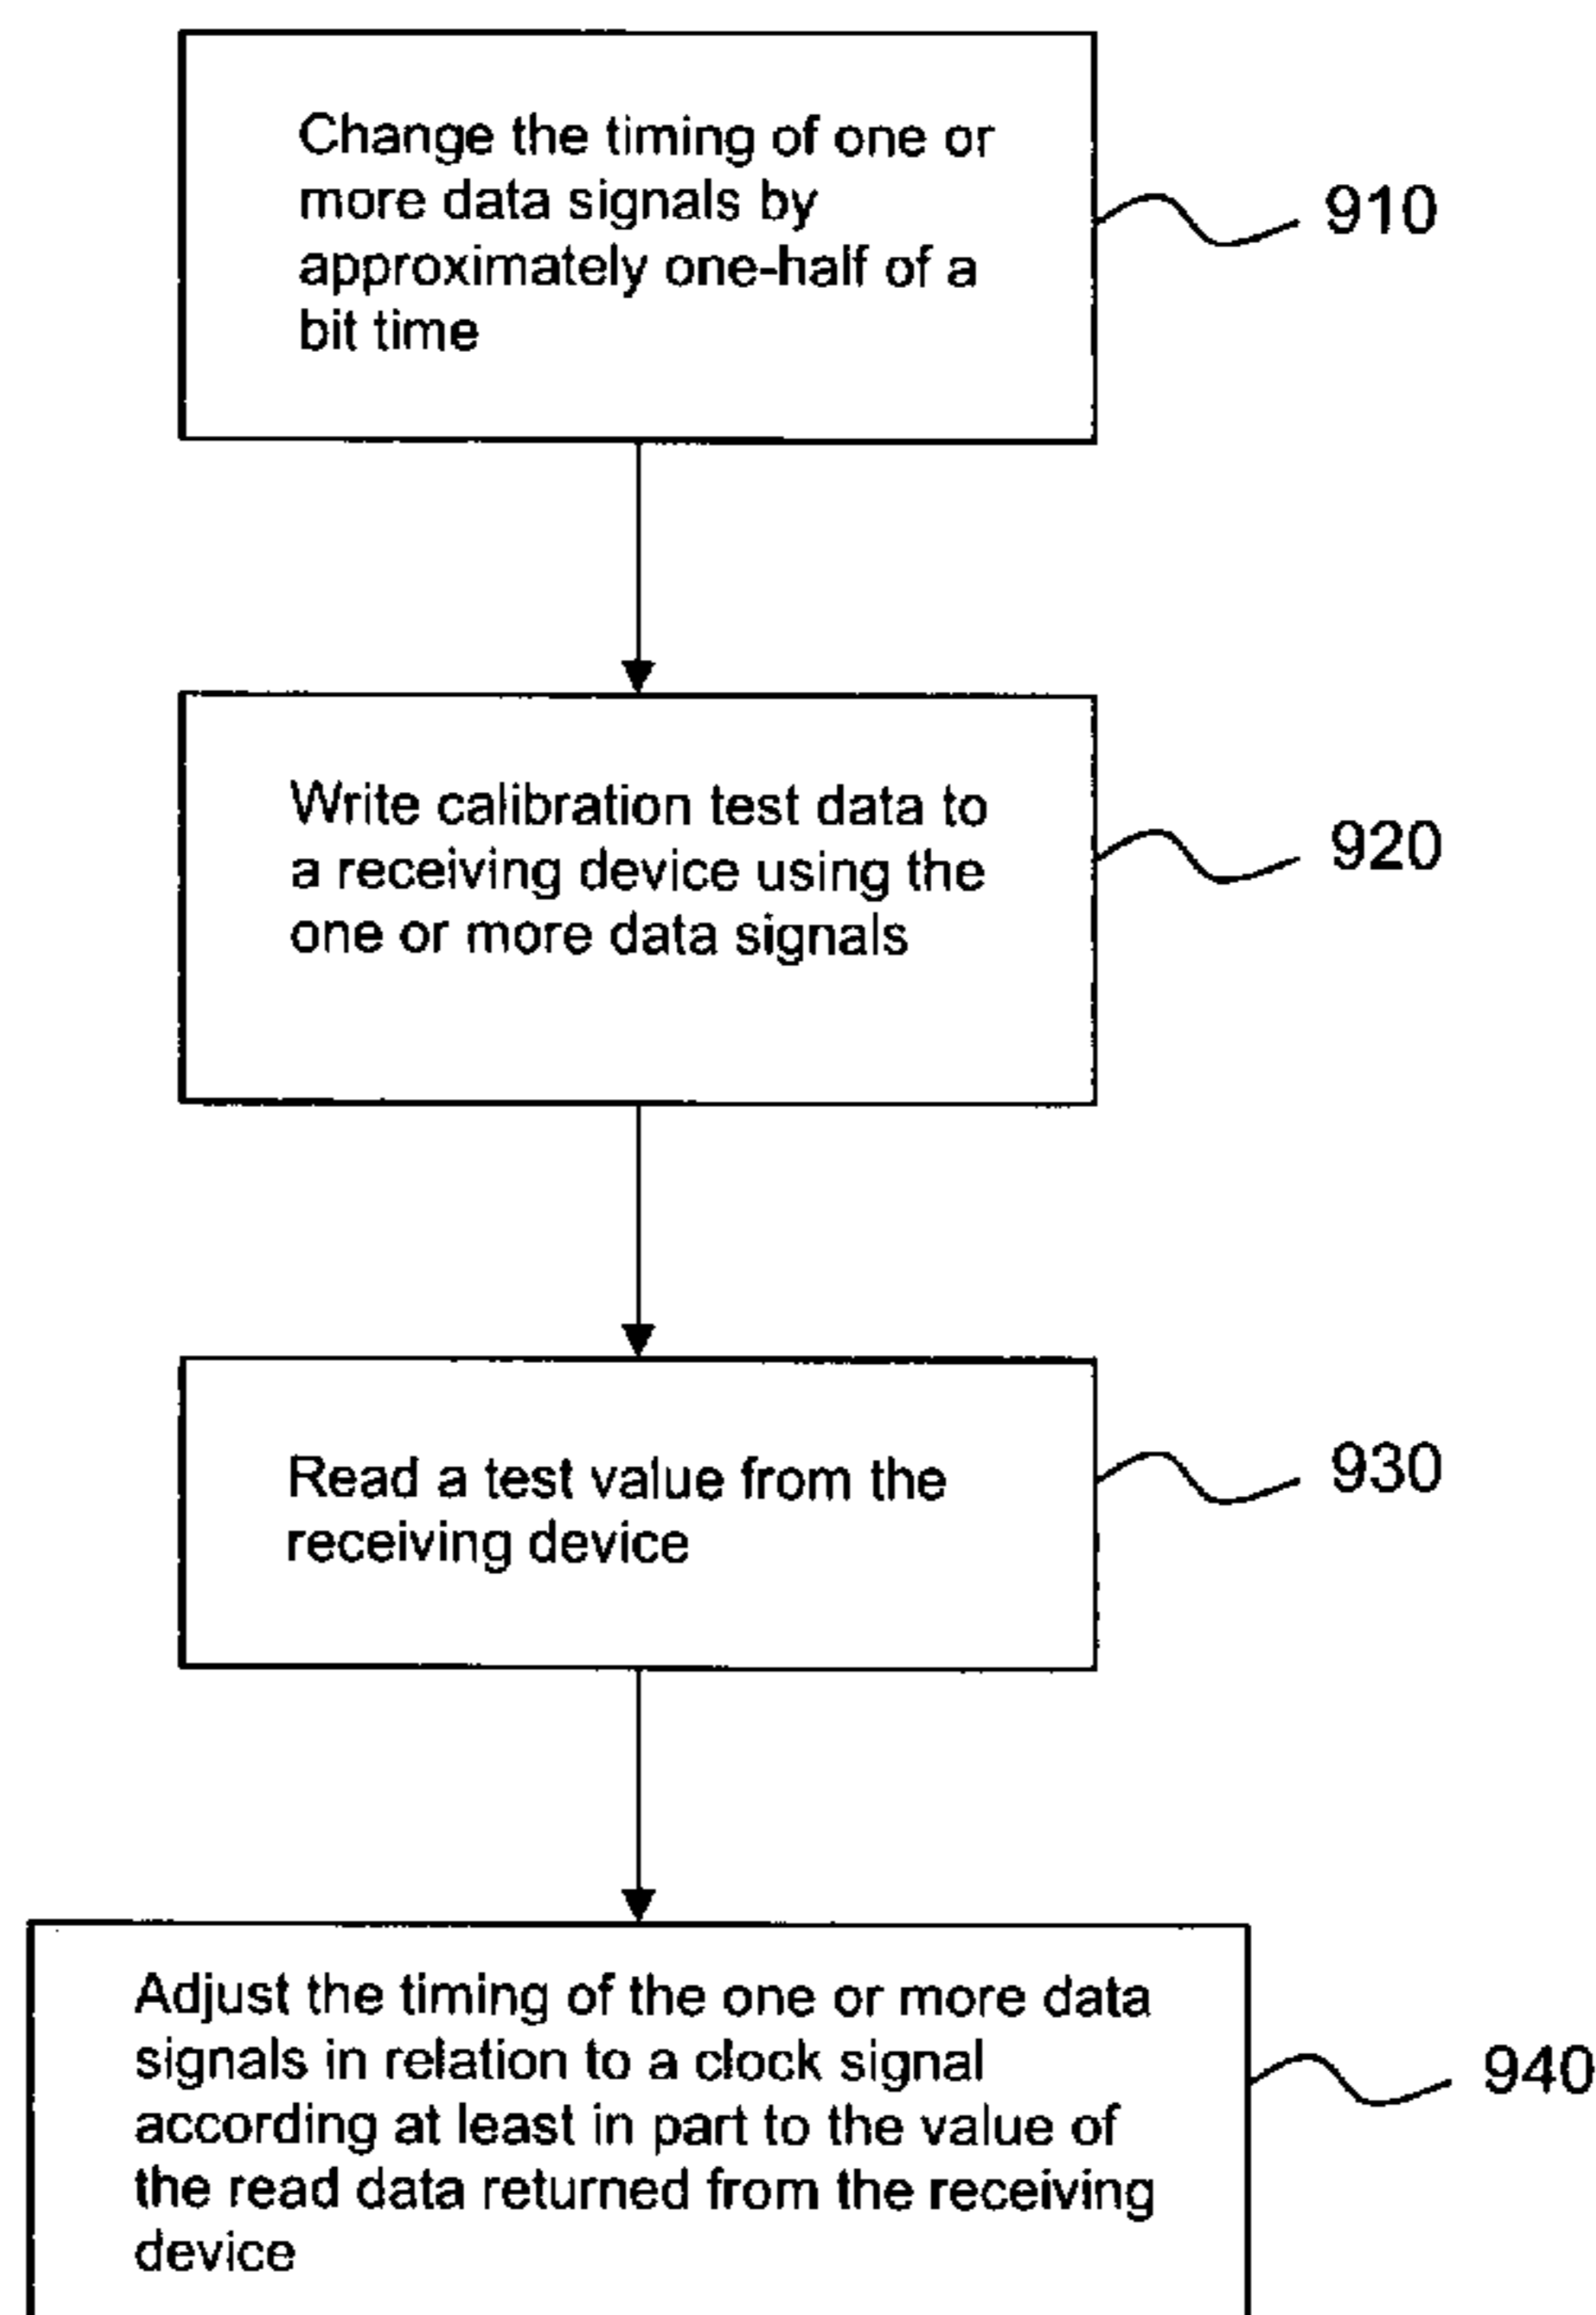 Change the timing of one or
more data signals by
approximately one-half of a
bit time
910
Write calibration test data to
a receiving device using the
one or more data signals
920
Read a test value from the
receiving device
930
Adjust the timing of the one or more data
signals in relation to a clock signal
according at least in part to the value of
the read data returned from the receiving
device
940